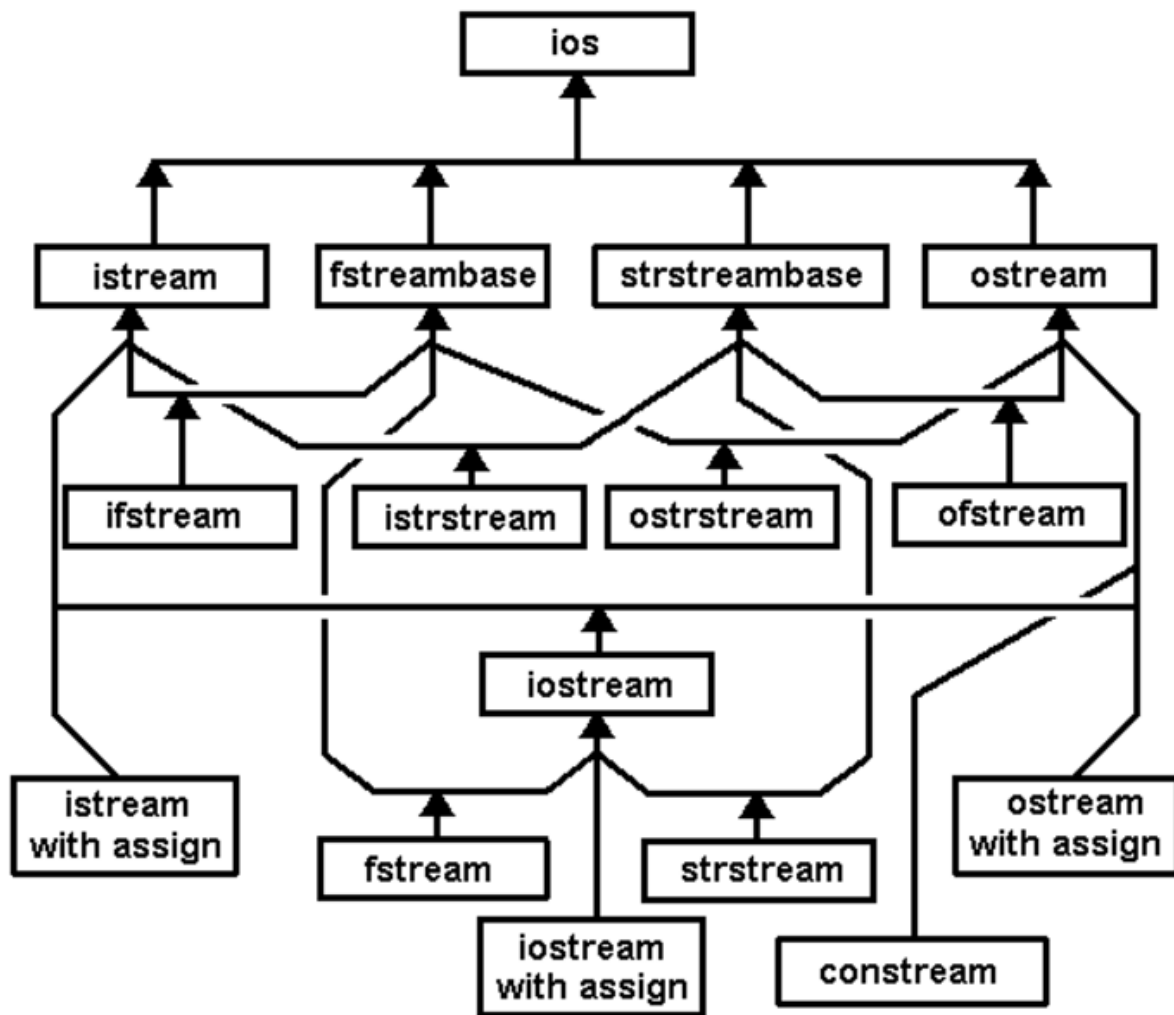 ios
istream
fstreambase
strstreambase
ostream
ifstream
istrstream
ostrstream
ofstream
iostream
istream
with assign
fstream
strstream
ostream
with assign
iostream
with assign
constream